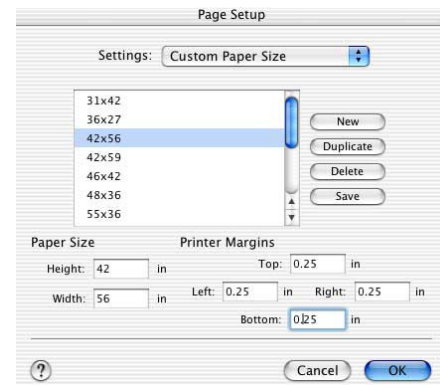 Page Setup
Settings: Custom Paper Size
31x42
36x27
42x56
42x59
46x42
48x36
55x36
New
Duplicate
Delete
Save
Paper Size
Printer Margins
Height: 42 in
Width: 56 in
Top: 0.25 in
Left: 0.25 in Right: 0.25 in
Bottom: 0.25 in
?
Cancel OK